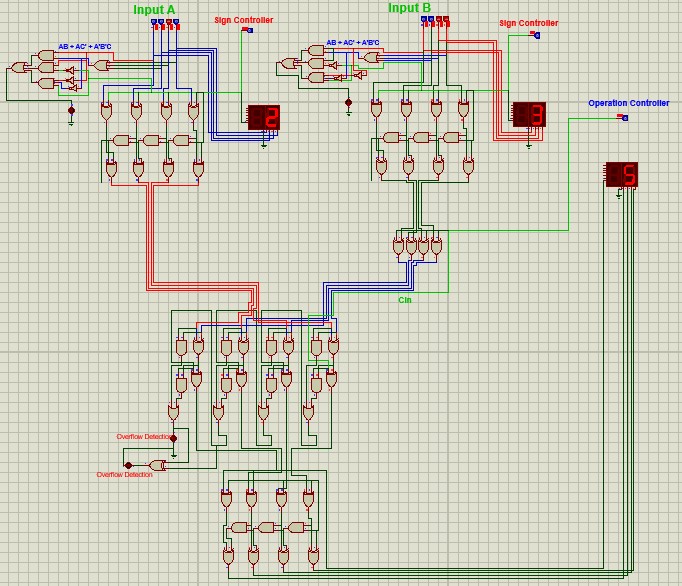 Input A
Sign Controller
AB + AC' + A'B'C
2
Input B
Sign Controller
AB + AC' + A'B'C
3
Operation Controller
5
Cin
Overflow Detection
Overflow Detection